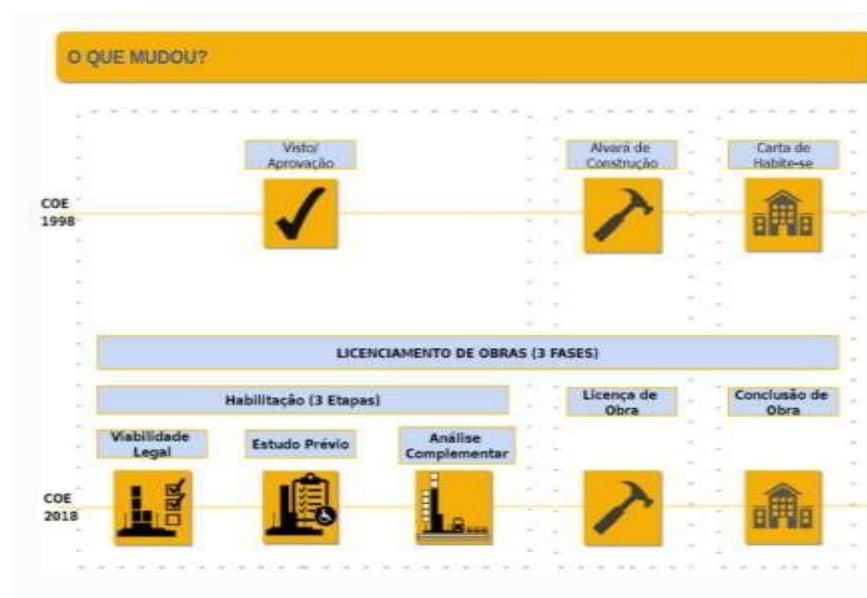 O QUE MUDOU?
Visto/
Aprovação
Alvará de
Construção
Carta de
Habite-se
COE
1998
LICENCIAMENTO DE OBRAS (3 FASES)
Habilitação (3 Etapas)
Licença de
Obra
Conclusão de
Obra
Viabilidade
Legal
Estudo Prévio
Análise
Complementar
COE
2018